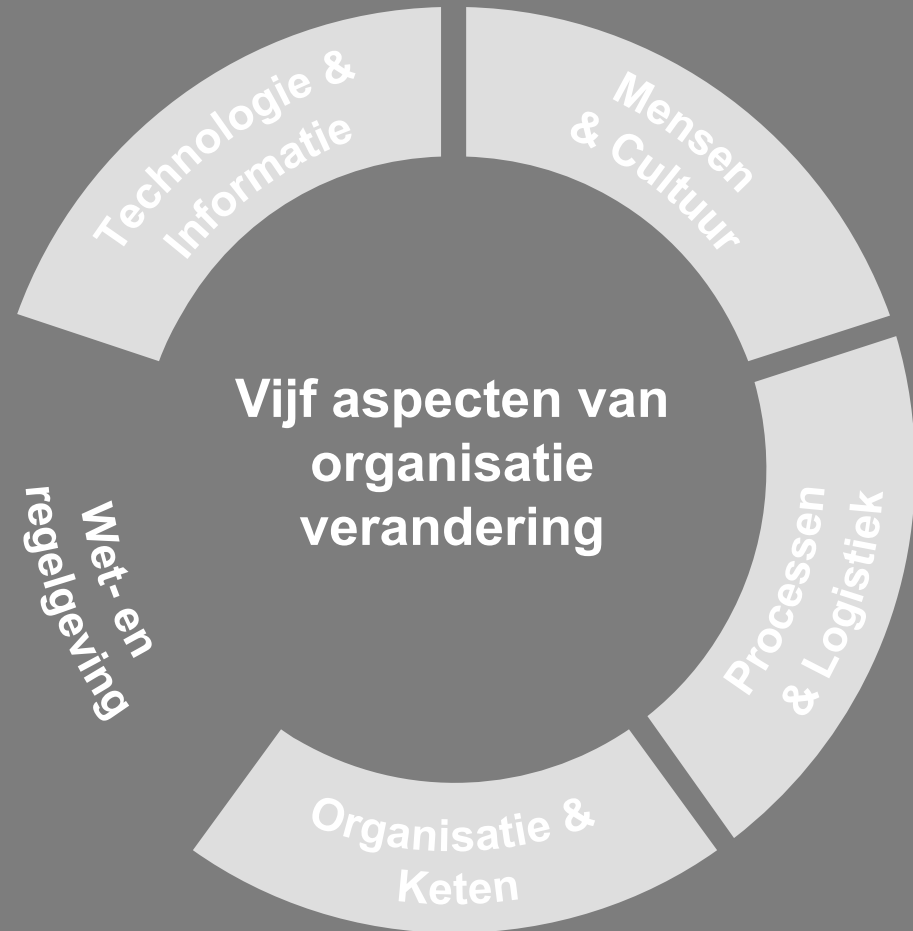 Technologie &
Informatie
Mensen
& Cultuur
Vijf aspecten van
organisatie
verandering
Wet- en
regelgeving
Processen
& Logistiek
Organisatie &
Keten